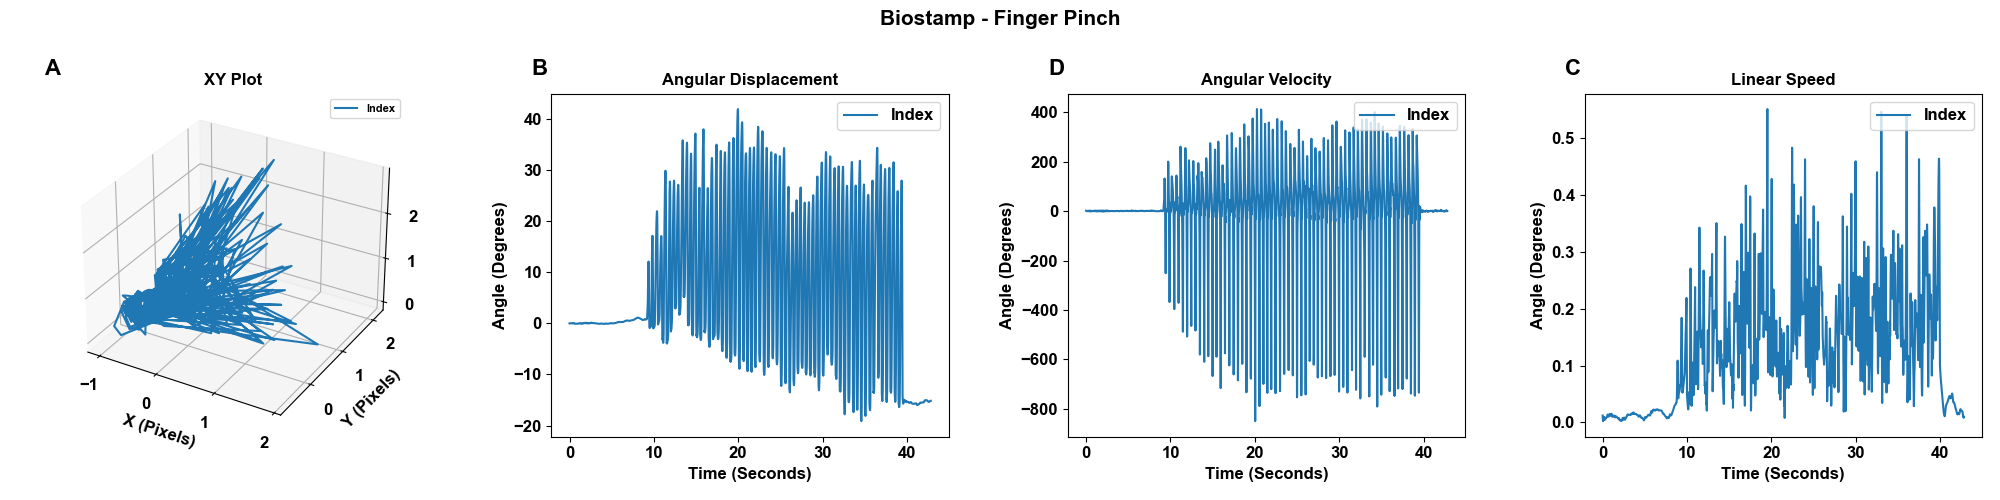 Biostamp - Finger Pinch
A
XY Plot
Index
2
1
0
2
1
0
−1
0
1
2
X (Pixels)
Y (Pixels)
B
Angular Displacement
Index
40
30
20
10
0
−10
−20
Angle (Degrees)
0 10 20 30 40
Time (Seconds)
D
Angular Velocity
Index
400
200
0
−200
−400
−600
−800
Angle (Degrees)
0 10 20 30 40
Time (Seconds)
C
Linear Speed
Index
0.5
0.4
0.3
0.2
0.1
0.0
Angle (Degrees)
0 10 20 30 40
Time (Seconds)